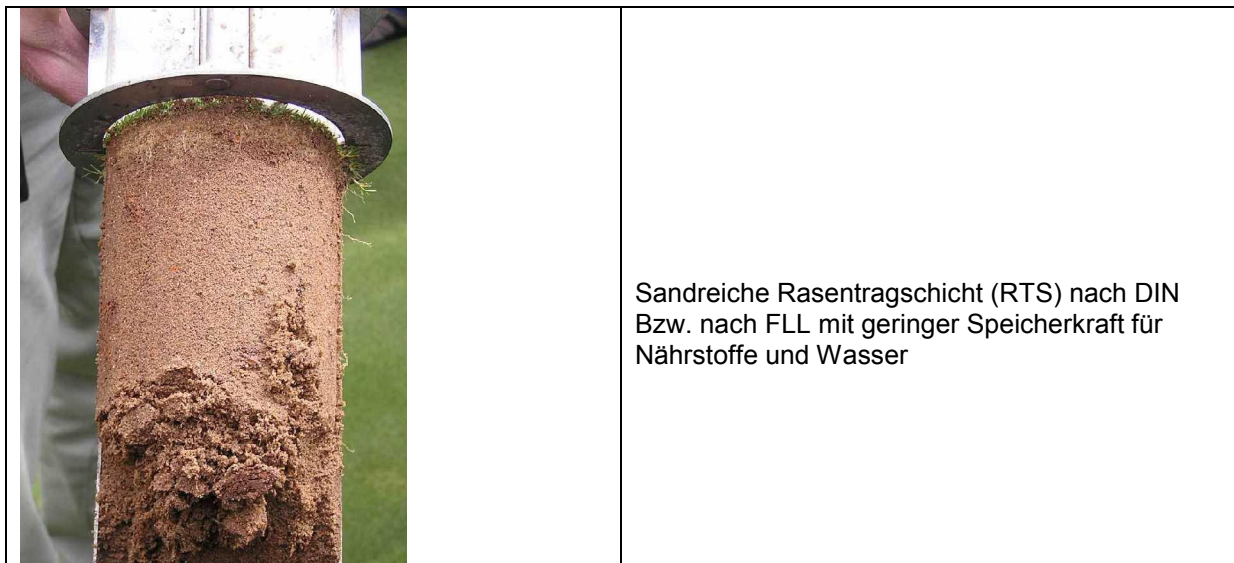 Sandreiche Rasentragschicht (RTS) nach DIN
Bzw. nach FLL mit geringer Speicherkraft für
Nährstoffe und Wasser